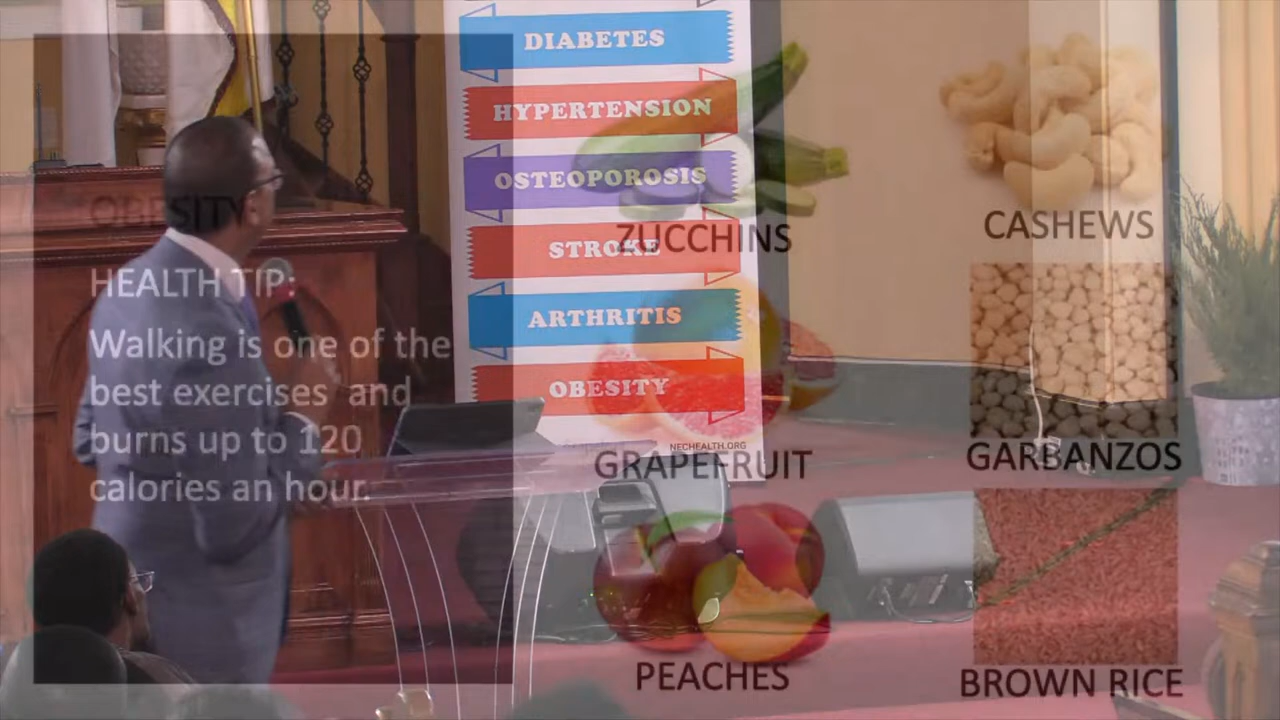 DIABETES
HYPERTENSION
OSTEOPOROSIS
STROKE
ARTHRITIS
OBESITY
NECHEALTH.ORG
OBESITY
HEALTH TIP:
Walking is one of the
best exercises and
burns up to 120
calories an hour.
ZUCCHINS
CASHEWS
GRAPEFRUIT
GARBANZOS
PEACHES
BROWN RICE